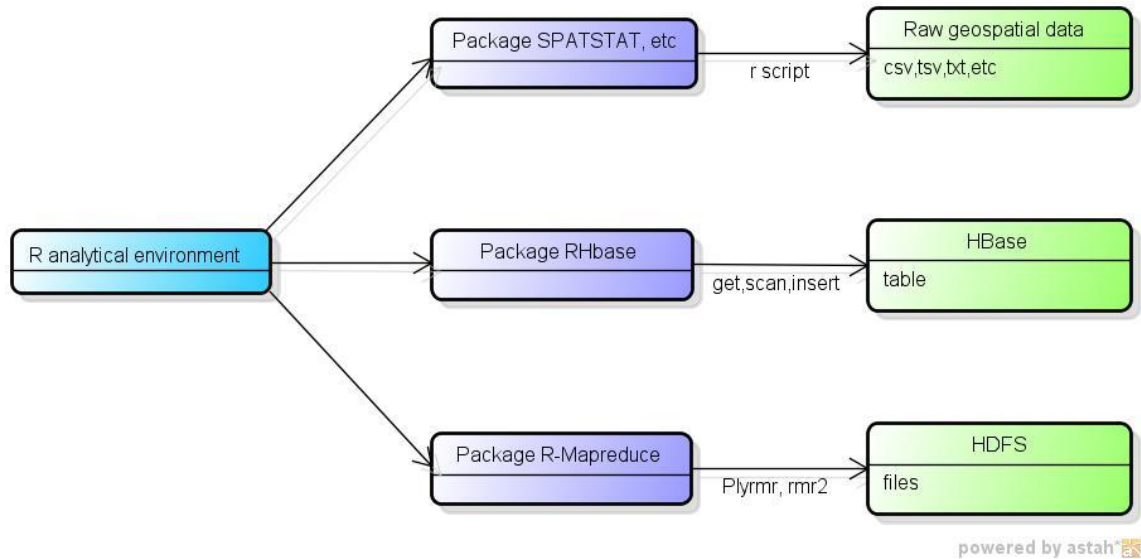 Package SPATSTAT, etc
r script
Raw geospatial data
csv,tsv,txt,etc
R analytical environment
Package RHbase
get,scan,insert
HBase
table
Package R-Mapreduce
Plyrmr, rmr2
HDFS
files
powered by astah*